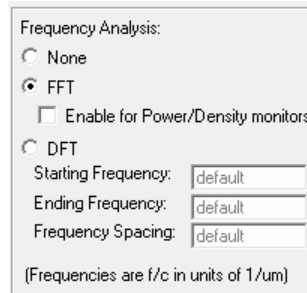 Frequency Analysis:
None
FFT
Enable for Power/Density monitors
DFT
Starting Frequency: default
Ending Frequency: default
Frequency Spacing: default
(Frequencies are f/c in units of 1/um)